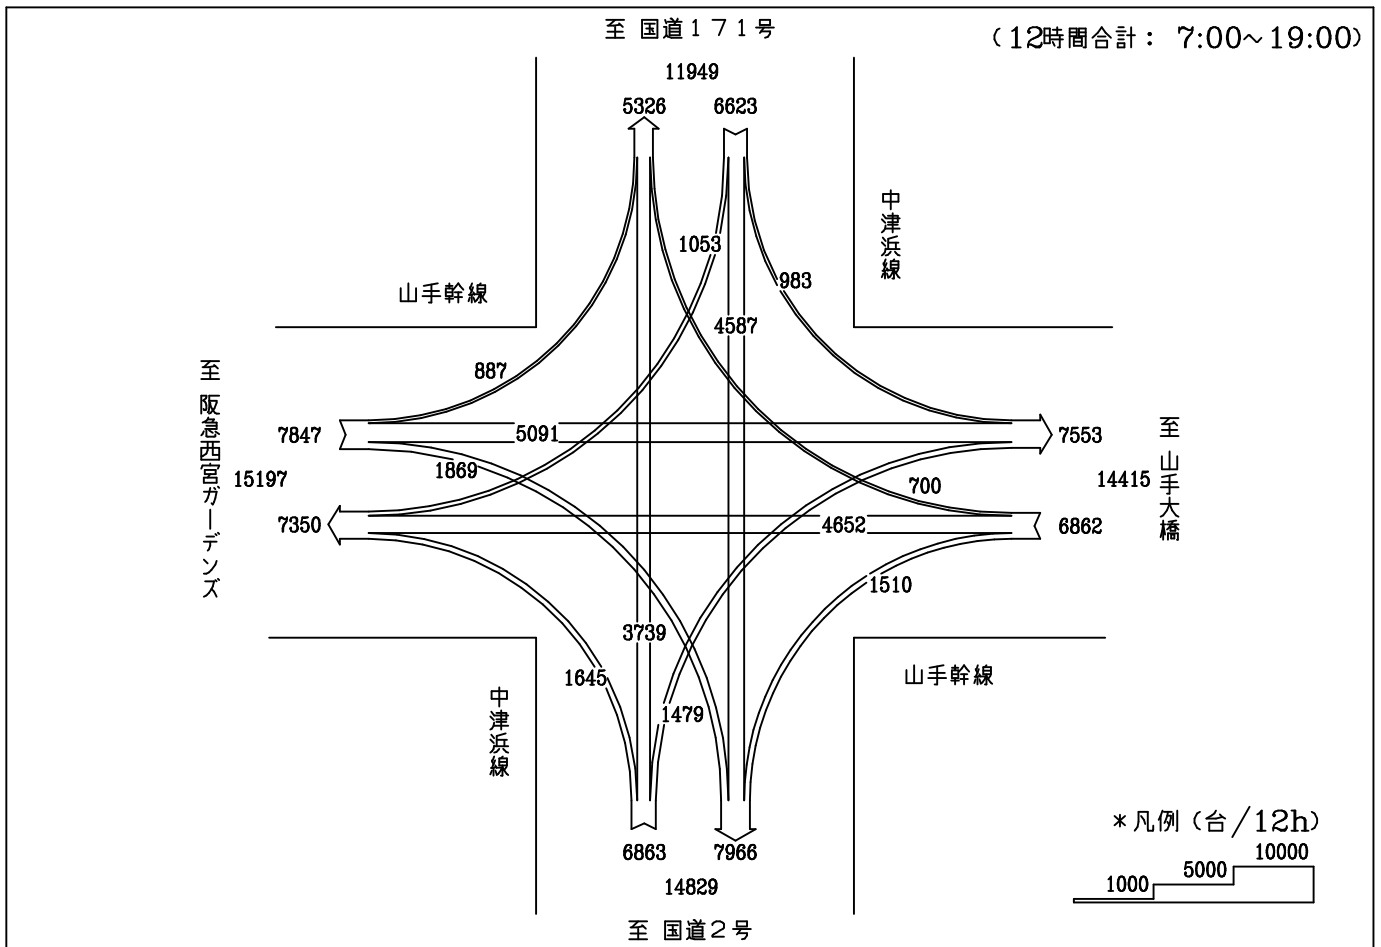 至 国道171号
(12時間合計: 7:00~19:00)
11949
5326
6623
中津浜線
1053
983
山手幹線
4587
887
至 阪急西宮ガーデンズ
7847
5091
7553
至 山手大橋
1869
15197
700
14415
7350
4652
6862
1510
3739
1645
山手幹線
中津浜線
1479
*凡例(台/12h)
6863
7966
10000
5000
1000
14829
至 国道2号